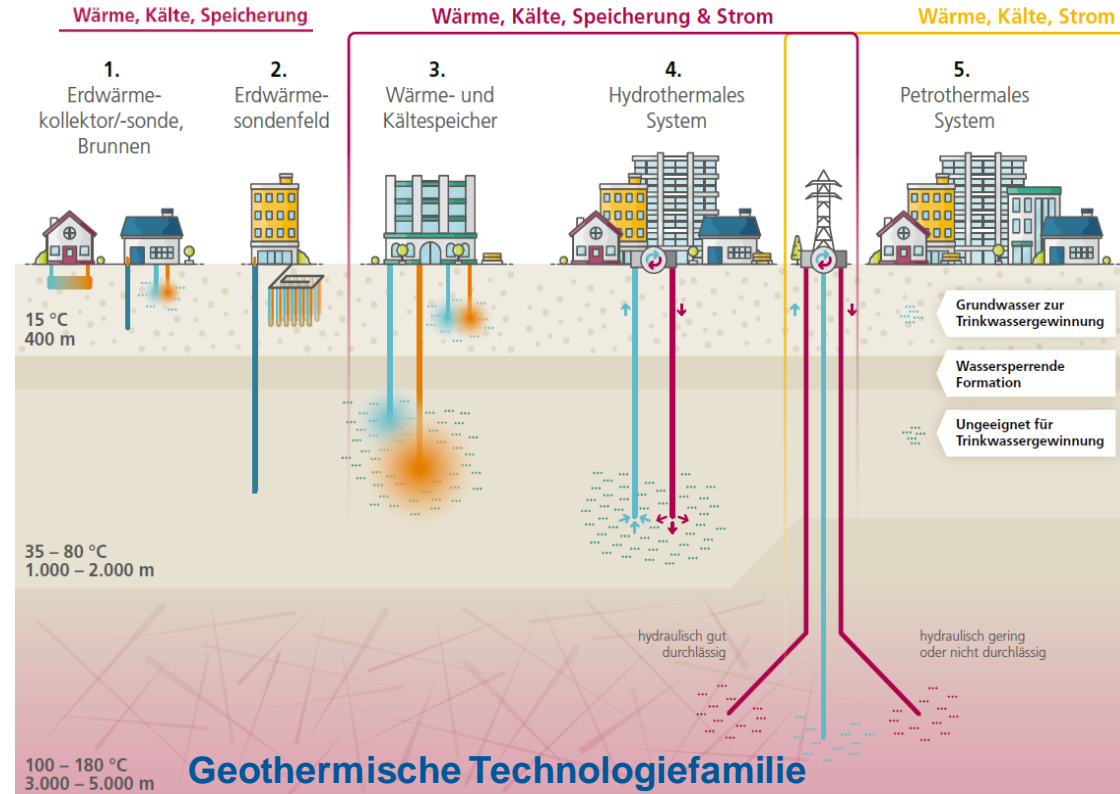 Wärme, Kälte, Speicherung
Wärme, Kälte, Speicherung & Strom
Wärme, Kälte, Strom
1.
Erdwärme-
kollektor/-sonde,
Brunnen
2.
Erdwärme-
sondenfeld
3.
Wärme- und
Kältespeicher
4.
Hydrothermales
System
5.
Petrothermales
System
15 °C
400 m
Grundwasser zur
Trinkwassergewinnung
Wassersperrende
Formation
Ungeeignet für
Trinkwassergewinnung
35 – 80 °C
1.000 – 2.000 m
hydraulisch gut
durchlässig
hydraulisch gering
oder nicht durchlässig
100 – 180 °C
3.000 – 5.000 m
Geothermische Technologiefamilie